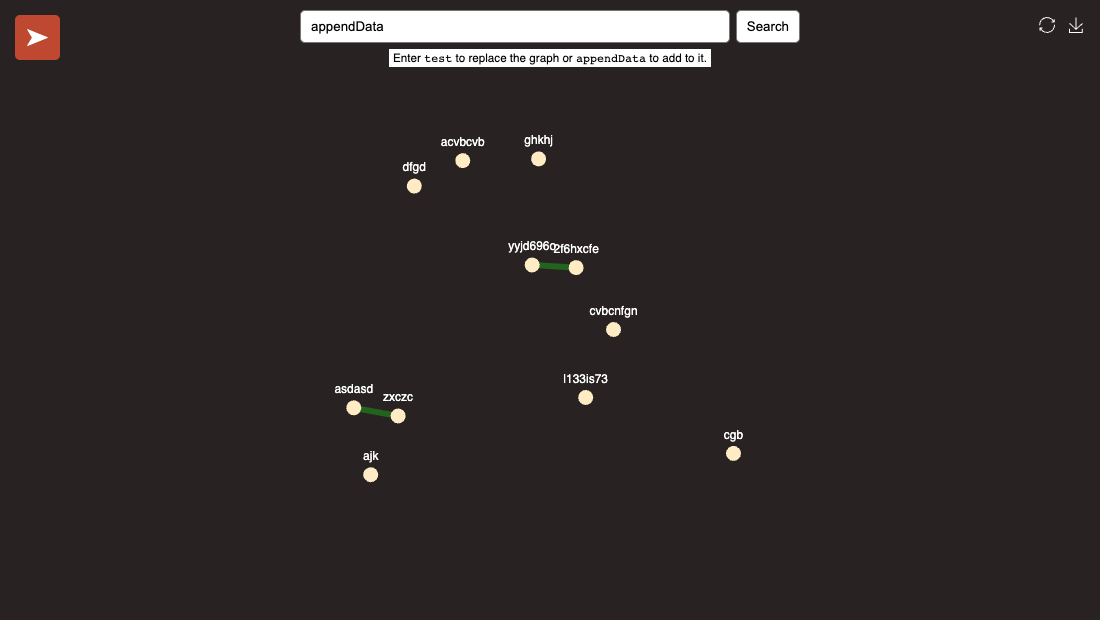 appendData
Search
Enter test to replace the graph or appendData to add to it.
acvbcvb
ghkhj
dfgd
2f6hxcfe
cvbcnfgn
asdasd
zxczc
l133is73
cgb
ajk